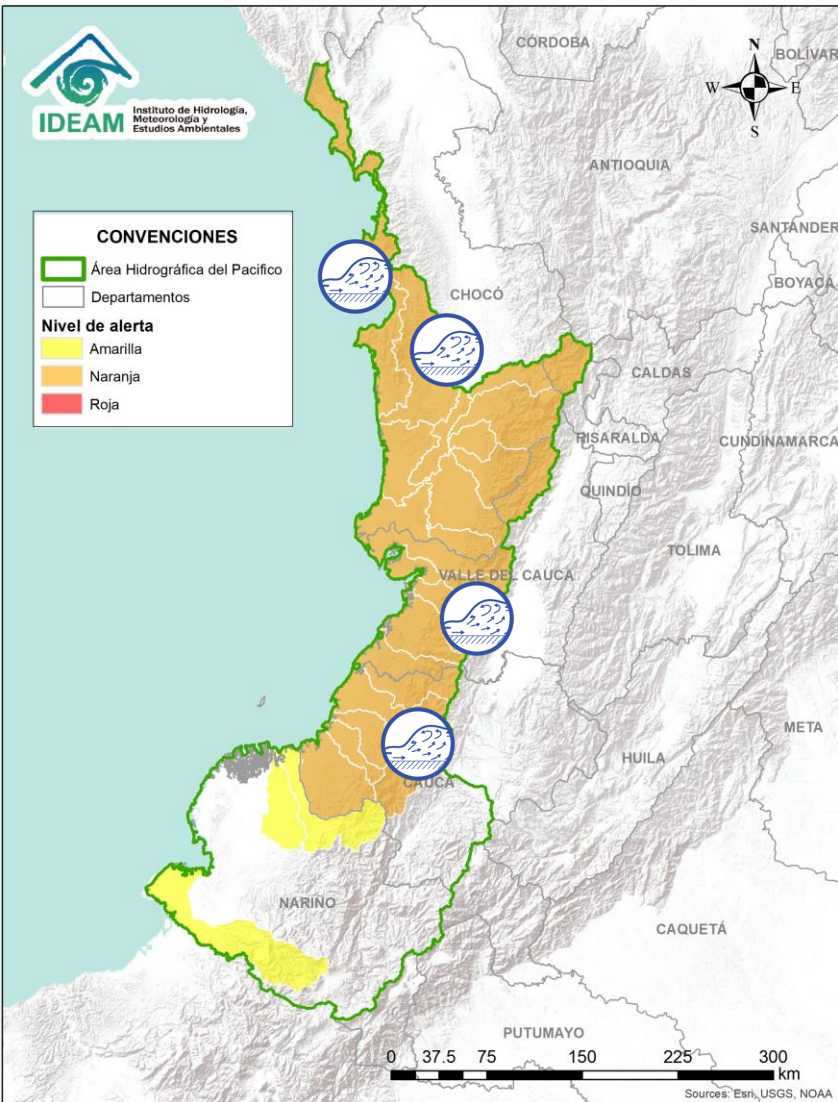 IDEAM
Instituto de Hidrología,
Meteorología y
Estudios Ambientales
N
W
E
S
CÓRDOBA
BOLÍVAR
ANTIOQUIA
SANTANDER
BOYACÁ
CHOCÓ
CALDAS
RISARALDA
CUNDINAMARCA
QUINDÍO
TOLIMA
VALLE DEL CAUCA
META
HUILA
CAUCA
NARIÑO
CAQUETÁ
PUTUMAYO
CONVENCIONES
Área Hidrográfica del Pacifico
Departamentos
Nivel de alerta
Amarilla
Naranja
Roja
0 37.5 75 150 225 300
km
Sources: Esri, USGS, NOAA